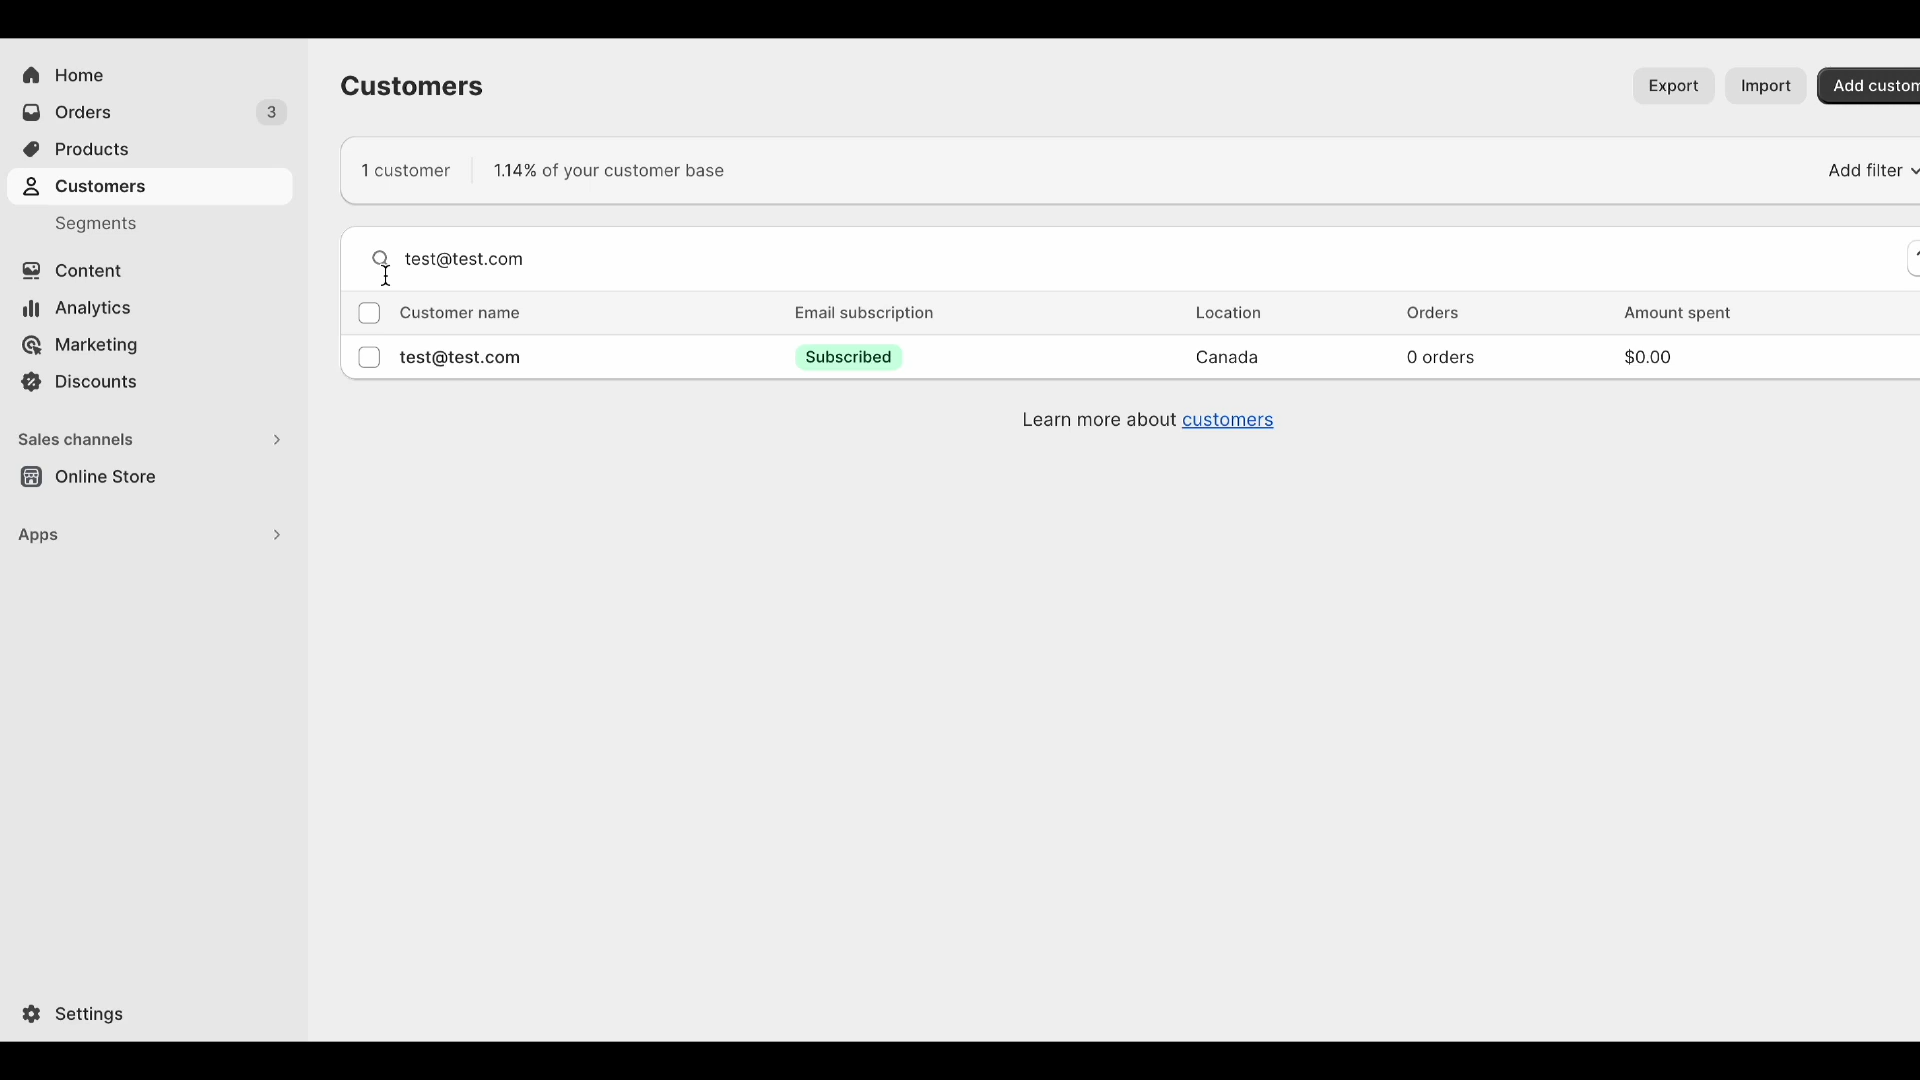 Home
Orders 3
Products
Customers
Segments
Content
Analytics
Marketing
Discounts
Sales channels
Online Store
Apps
Settings
Customers
Export Import Add custom
1 customer 1.14% of your customer base Add filter
test@test.com
Customer name Email subscription Location Orders Amount spent
test@test.com Subscribed Canada 0 orders $0.00
Learn more about customers